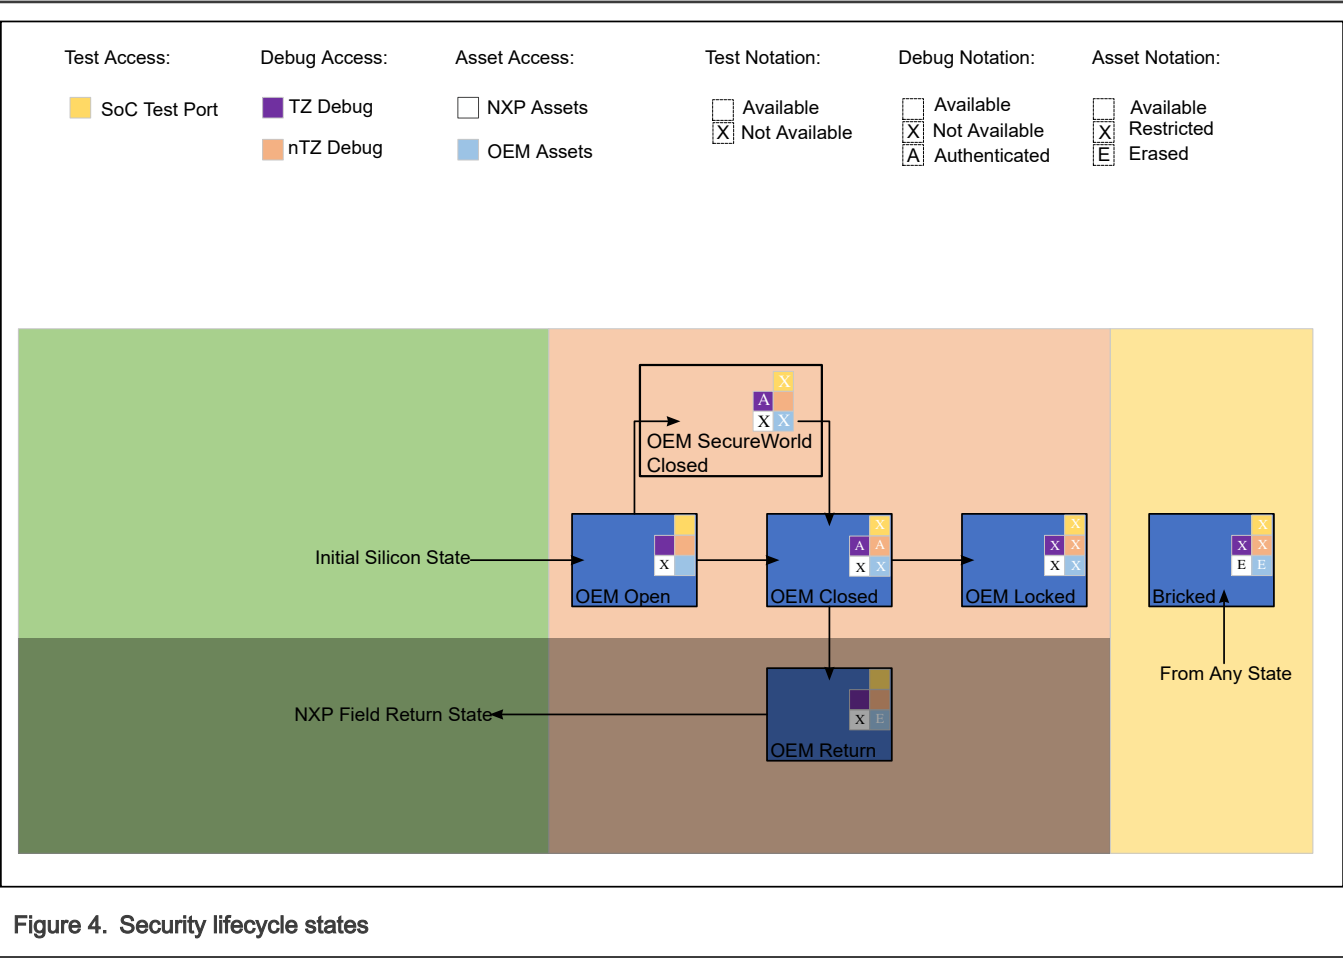 Test Access:
Debug Access:
Asset Access:
Test Notation:
Debug Notation:
Asset Notation:
SoC Test Port
TZ Debug
nTZ Debug
NXP Assets
OEM Assets
Available
X Not Available
Available
X Not Available
A Authenticated
Available
X Restricted
E Erased
X
A
X X
OEM SecureWorld
Closed
Initial Silicon State
X
OEM Open
X
A A
X X
OEM Closed
X
X X
X X
OEM Locked
X
X X
E E
Bricked
From Any State
NXP Field Return State
X E
OEM Return
Figure 4. Security lifecycle states